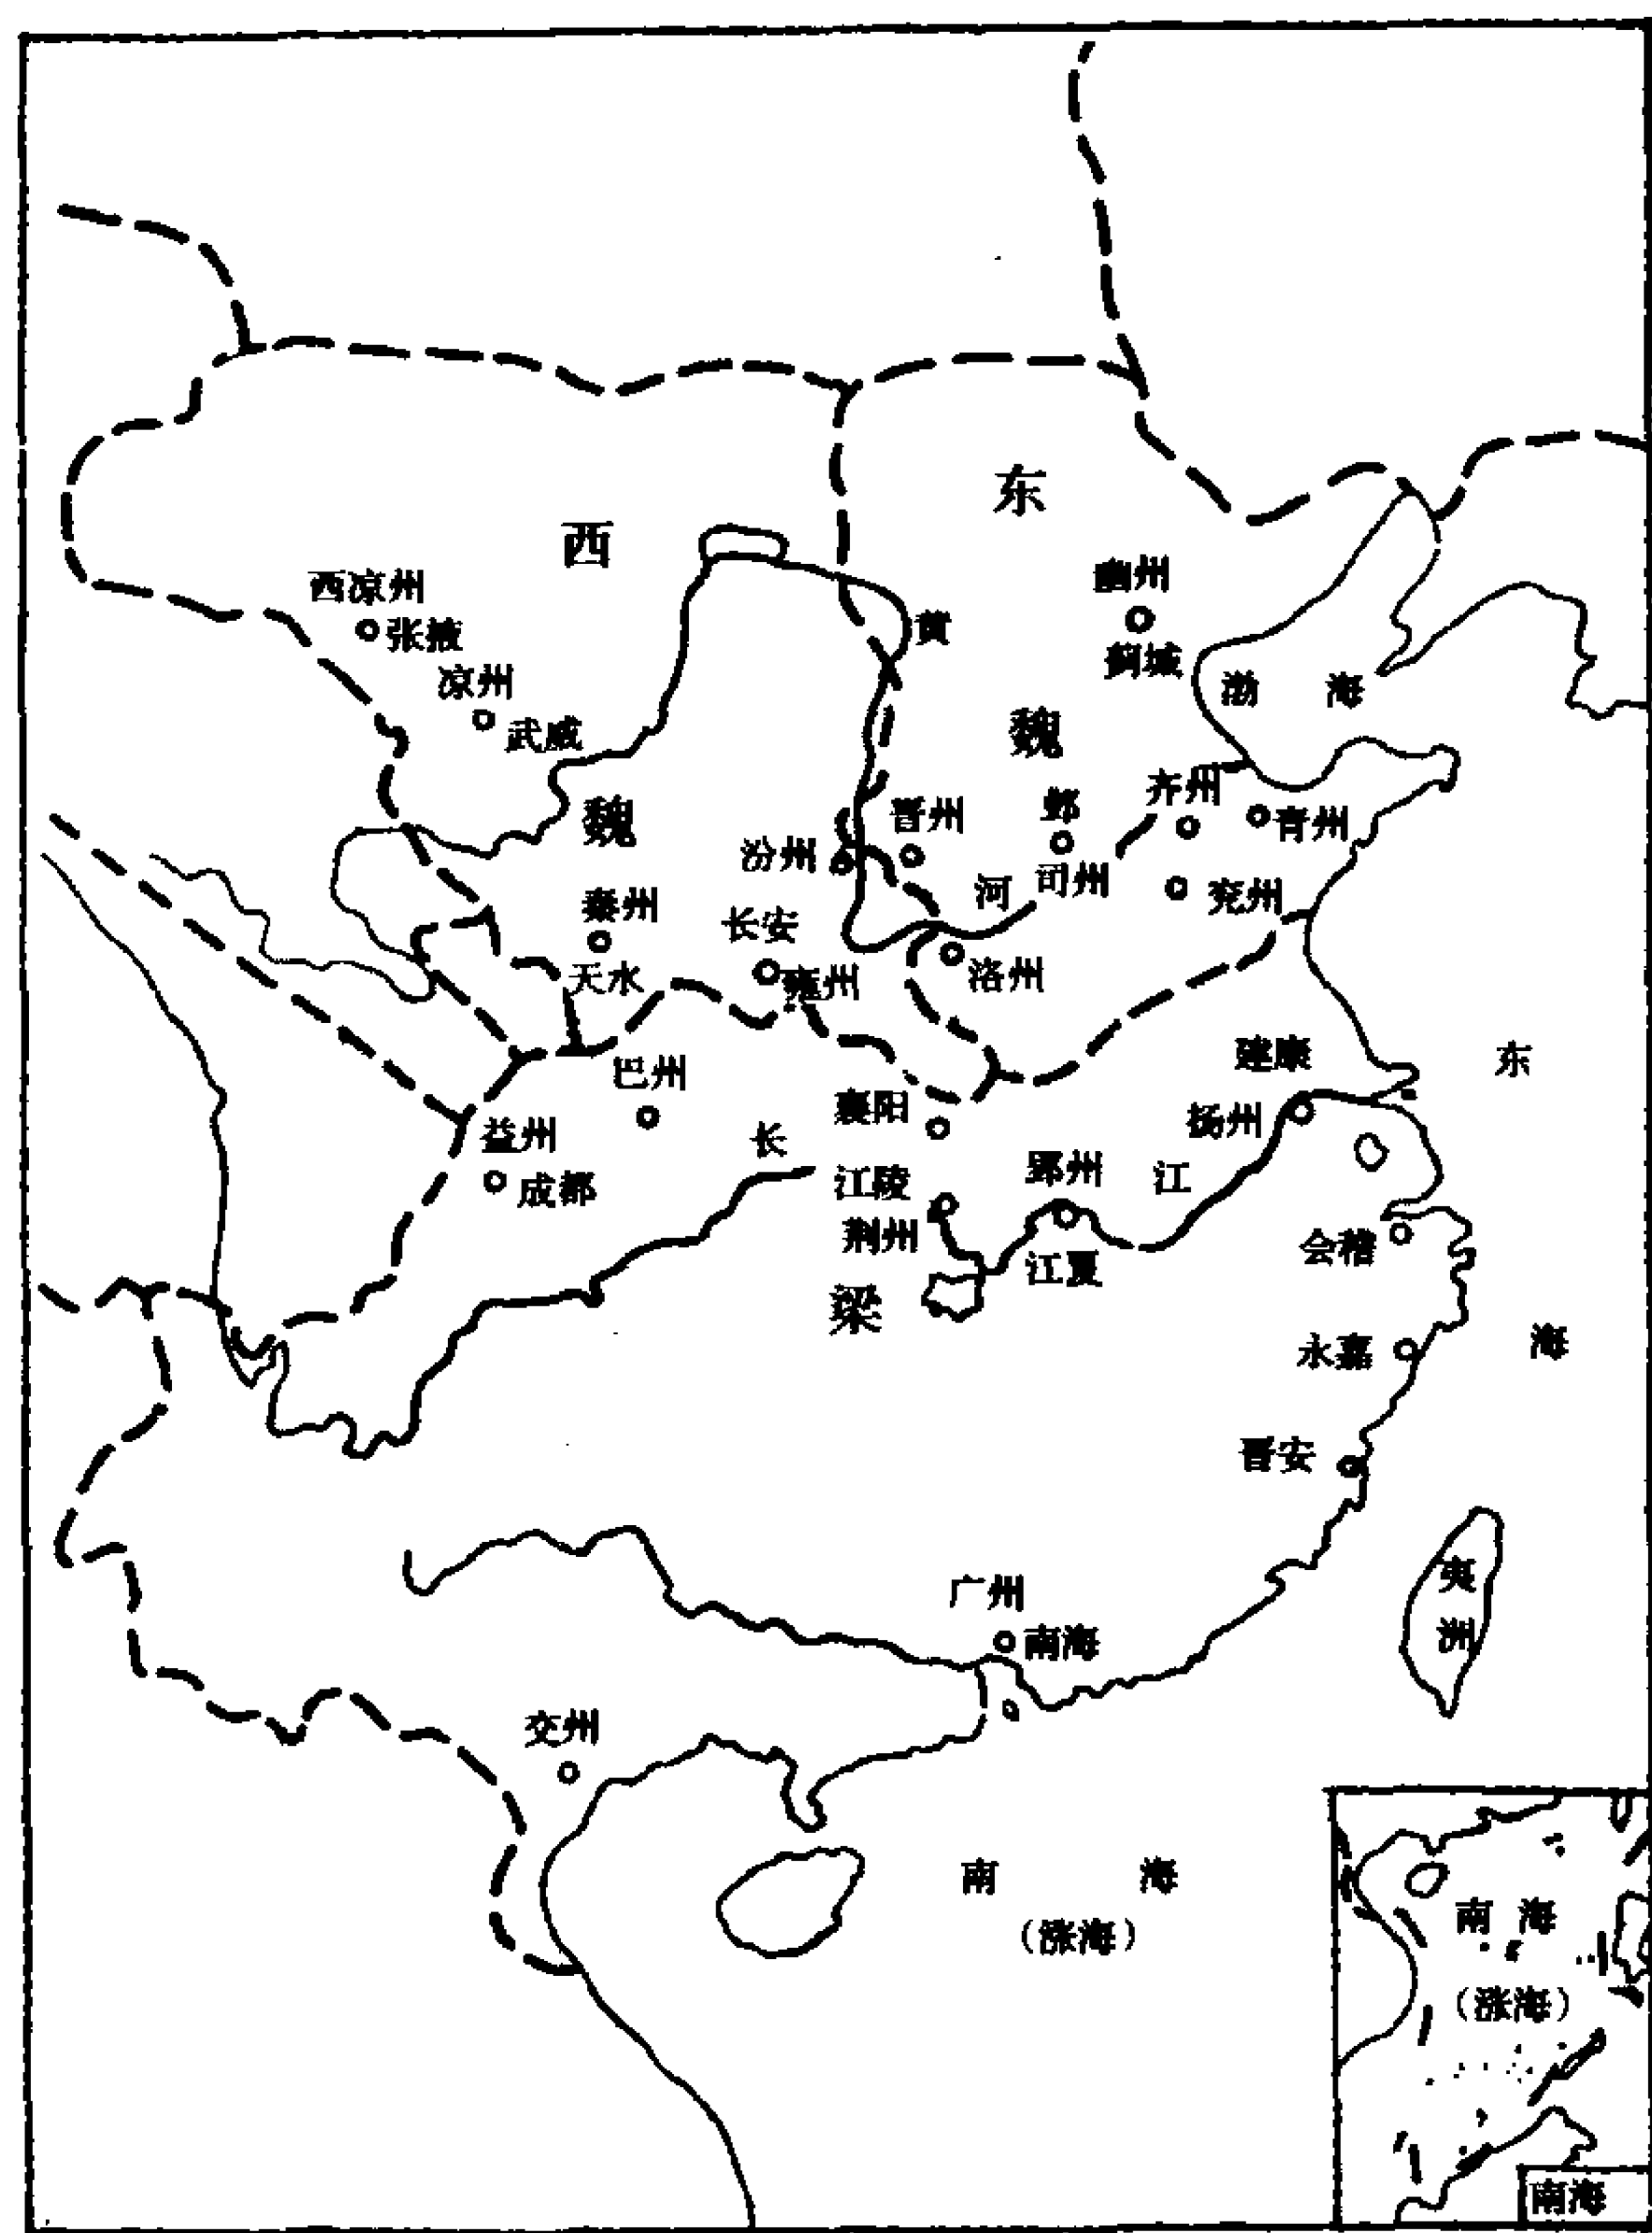 东
西
魏
西凉州
张掖
幽州
蓟城
黄
凉州
武威
渤 海
魏
齐州
青州
晋州
邺
汾州
河
司州
兖州
秦州
天水
长安
雍州
洛州
建康
扬州
东
海
巴州
襄阳
益州
成都
长
江
江陵
荆州
郢州
江夏
会稽
梁
永嘉
晋安
夷
洲
广州
南海
交州
南 海
(涨海)
南 海
(涨海)
南海